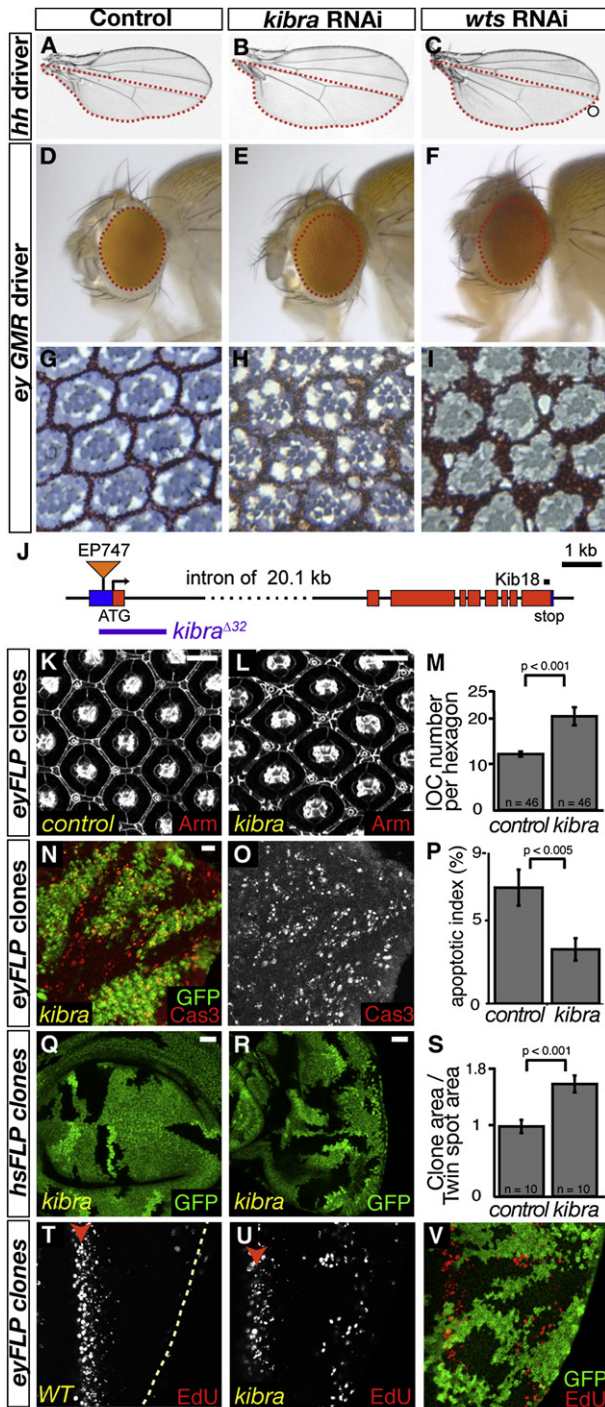 Control
kibra RNAi
wts RNAi
hh driver
A
B
C
ey GMR driver
D
E
F
G
H
I
J
EP747
intron of 20.1 kb
Kib18
1 kb
ATG
stop
kibraΔ32
eyFLP clones
K
control
Arm
L
kibra
Arm
M
IOC number
per hexagon
25
20
10
0
p < 0.001
n = 46
n = 46
control kibra
eyFLP clones
N
kibra
GFP
Cas3
O
Cas3
P
apoptotic index (%)
9
5
0
p < 0.005
control kibra
hsFLP clones
Q
kibra
GFP
R
kibra
GFP
S
Clone area /
Twin spot area
1.8
1
0
p < 0.001
n = 10
n = 10
control kibra
eyFLP clones
T
WT
EdU
U
kibra
EdU
V
GFP
EdU